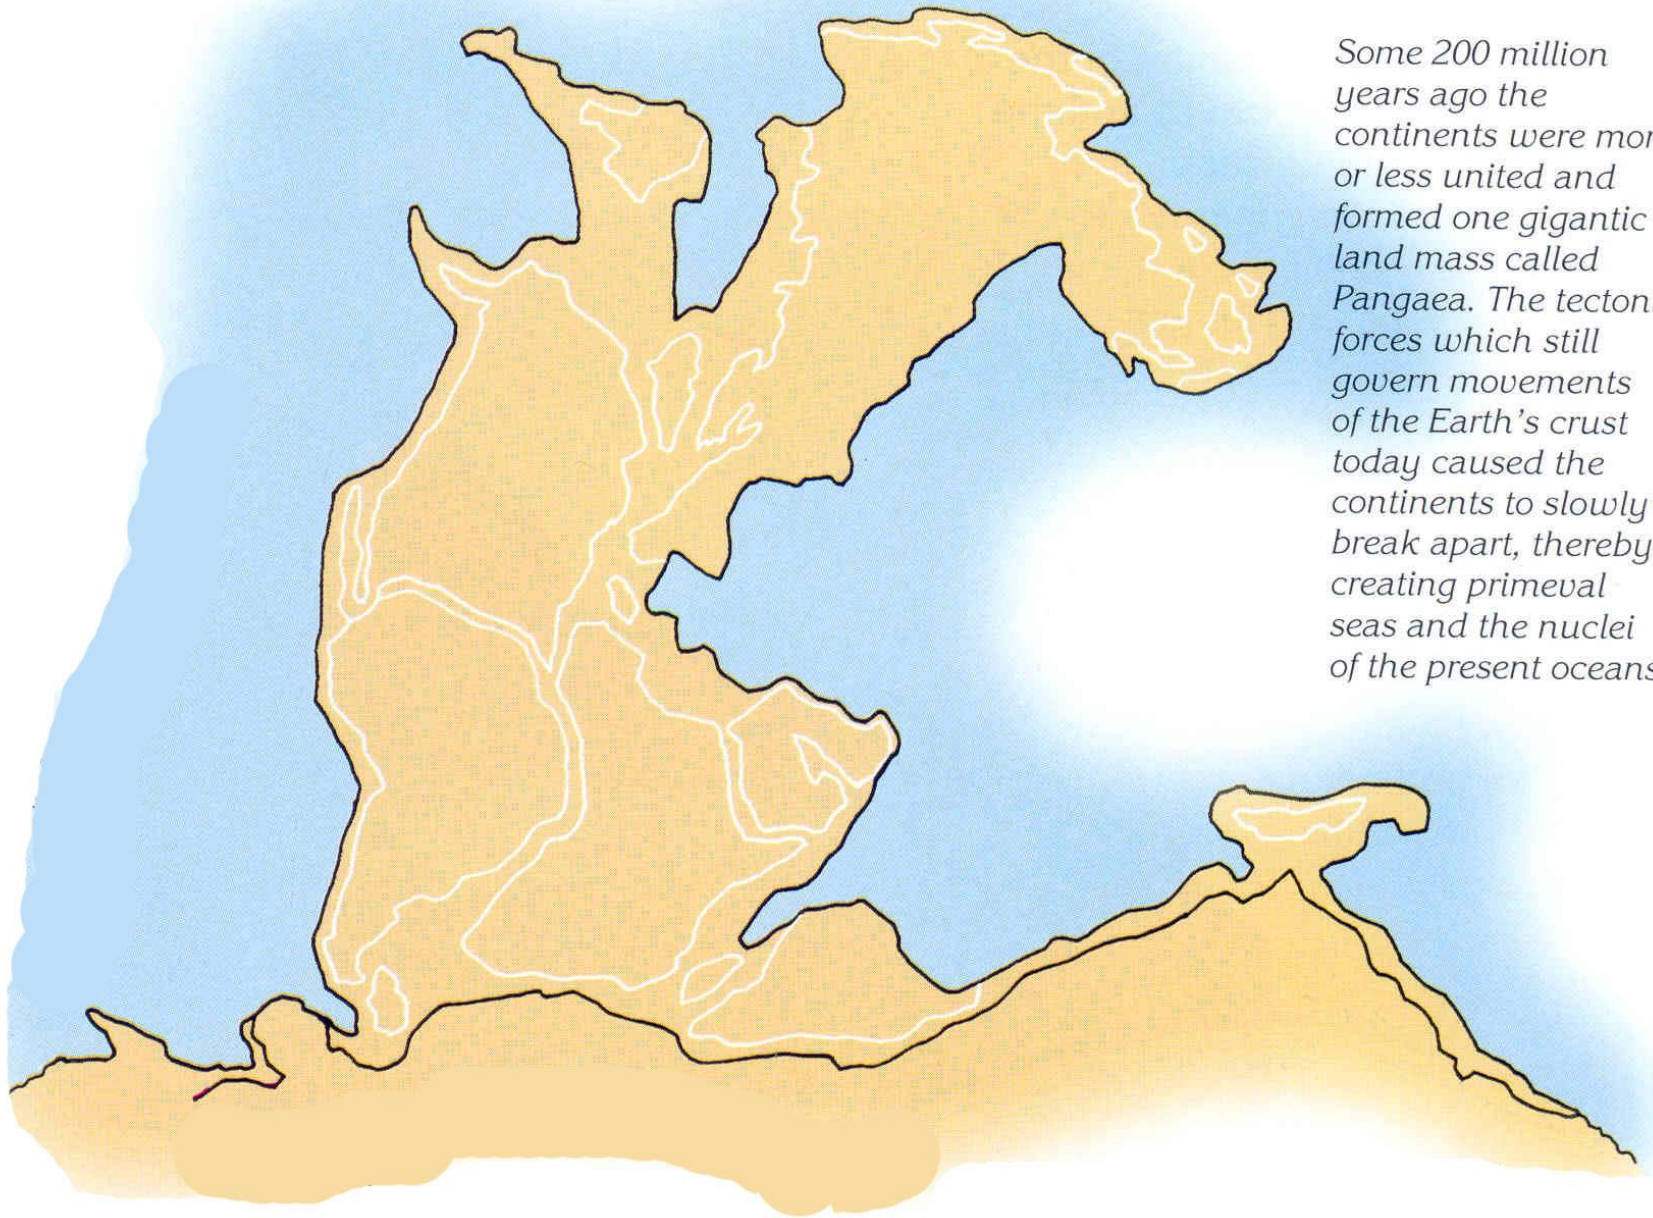 Some 200 million
years ago the
continents were mor
or less united and
formed one gigantic
land mass called
Pangaea. The tecton
forces which still
govern movements
of the Earth's crust
today caused the
continents to slowly
break apart, thereby
creating primeval
seas and the nuclei
of the present oceans